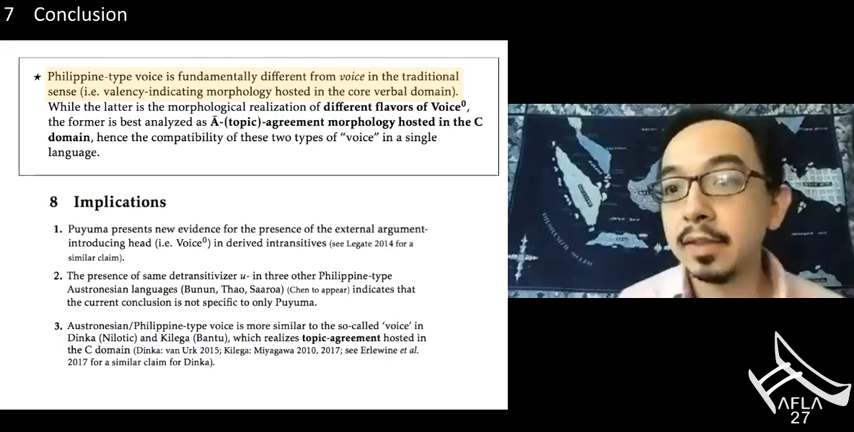 7 Conclusion
★ Philippine-type voice is fundamentally different from voice in the traditional
sense (i.e. valency-indicating morphology hosted in the core verbal domain).
While the latter is the morphological realization of different flavors of Voice⁰,
the former is best analyzed as Ā-(topic)-agreement morphology hosted in the C
domain, hence the compatibility of these two types of “voice” in a single
language.
8 Implications
1. Puyuma presents new evidence for the presence of the external argument-
introducing head (i.e. Voice⁰) in derived intransitives (see Legate 2014 for a
similar claim).
2. The presence of same detransitivizer u- in three other Philippine-type
Austronesian languages (Bunun, Thao, Saaroa) (Chen to appear) indicates that
the current conclusion is not specific to only Puyuma.
3. Austronesian/Philippine-type voice is more similar to the so-called ‘voice’ in
Dinka (Nilotic) and Kilega (Bantu), which realizes topic-agreement hosted in
the C domain (Dinka: van Urk 2015; Kilega: Miyagawa 2010, 2017; see Erlewine et al.
2017 for a similar claim for Dinka).
AFLA
27